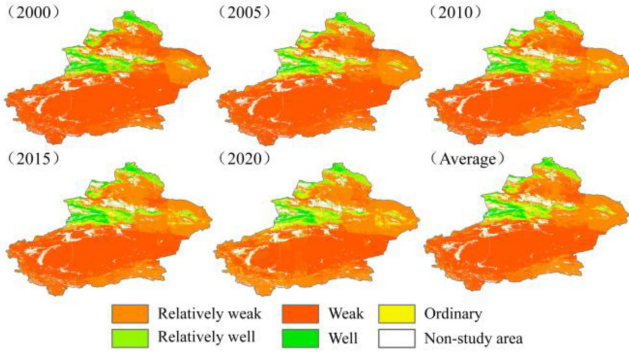 （2000） （2005） （2010）
（2015） （2020） （Average）
Relatively weak Weak Ordinary
Relatively well Well Non-study area